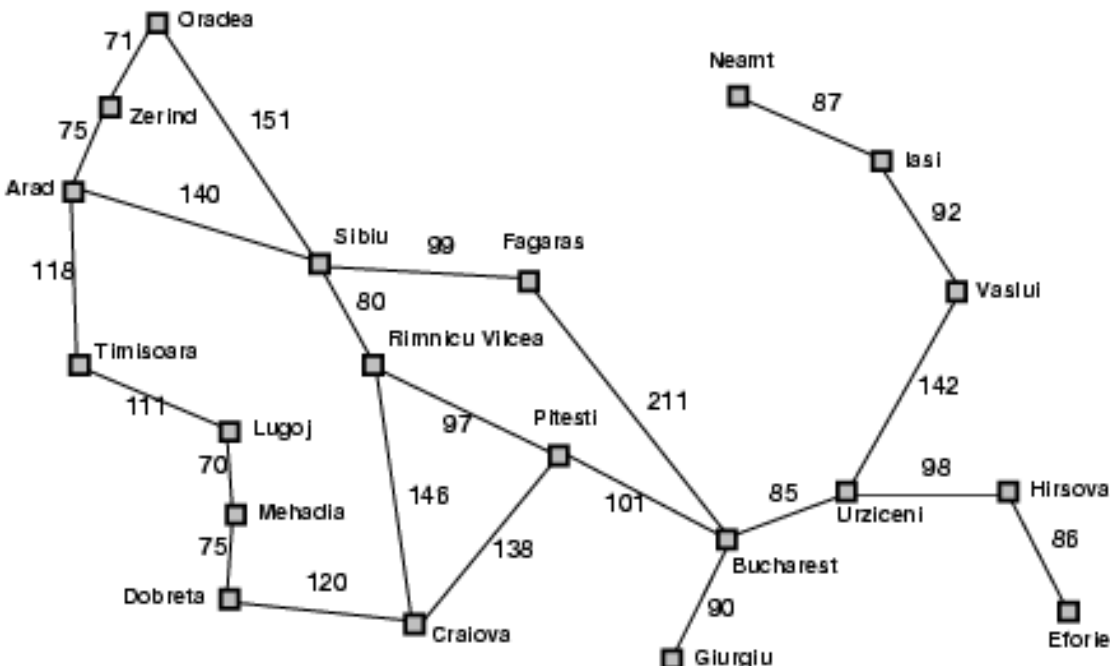 Oradea
71
Neamt
87
Zerind
151
75
Iasi
Arad
140
92
Sibiu
99
Fagaras
118
80
Vaslui
Rimnicu Vilcea
Timisoara
142
111
211
Pitesti
97
Lugoj
70
98
146
85
Hirsova
101
Mehadia
Urziceni
86
75
138
Bucharest
120
Dobreta
90
Craiova
Eforie
Giurgiu